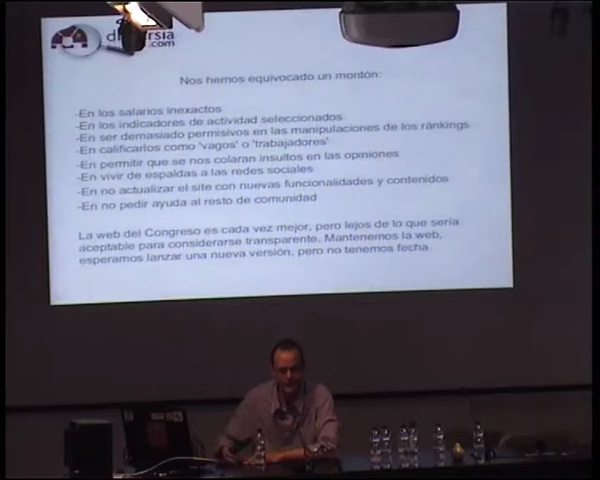 .com
Nos hemos equivocado un montón:
-En los salarios inexactos
-En los indicadores de actividad seleccionados
-En ser demasiado permisivos en las manipulaciones de los ránkings
-En calificarlos como 'vagos' o 'trabajadores'
-En permitir que se nos colaran insultos en las opiniones
-En vivir de espaldas a las redes sociales
-En no actualizar el site con nuevas funcionalidades y contenidos
-En no pedir ayuda al resto de comunidad
La web del Congreso es cada vez mejor, pero lejos de lo que sería
aceptable para considerarse transparente. Mantenemos la web,
esperamos lanzar una nueva versión, pero no tenemos fecha.